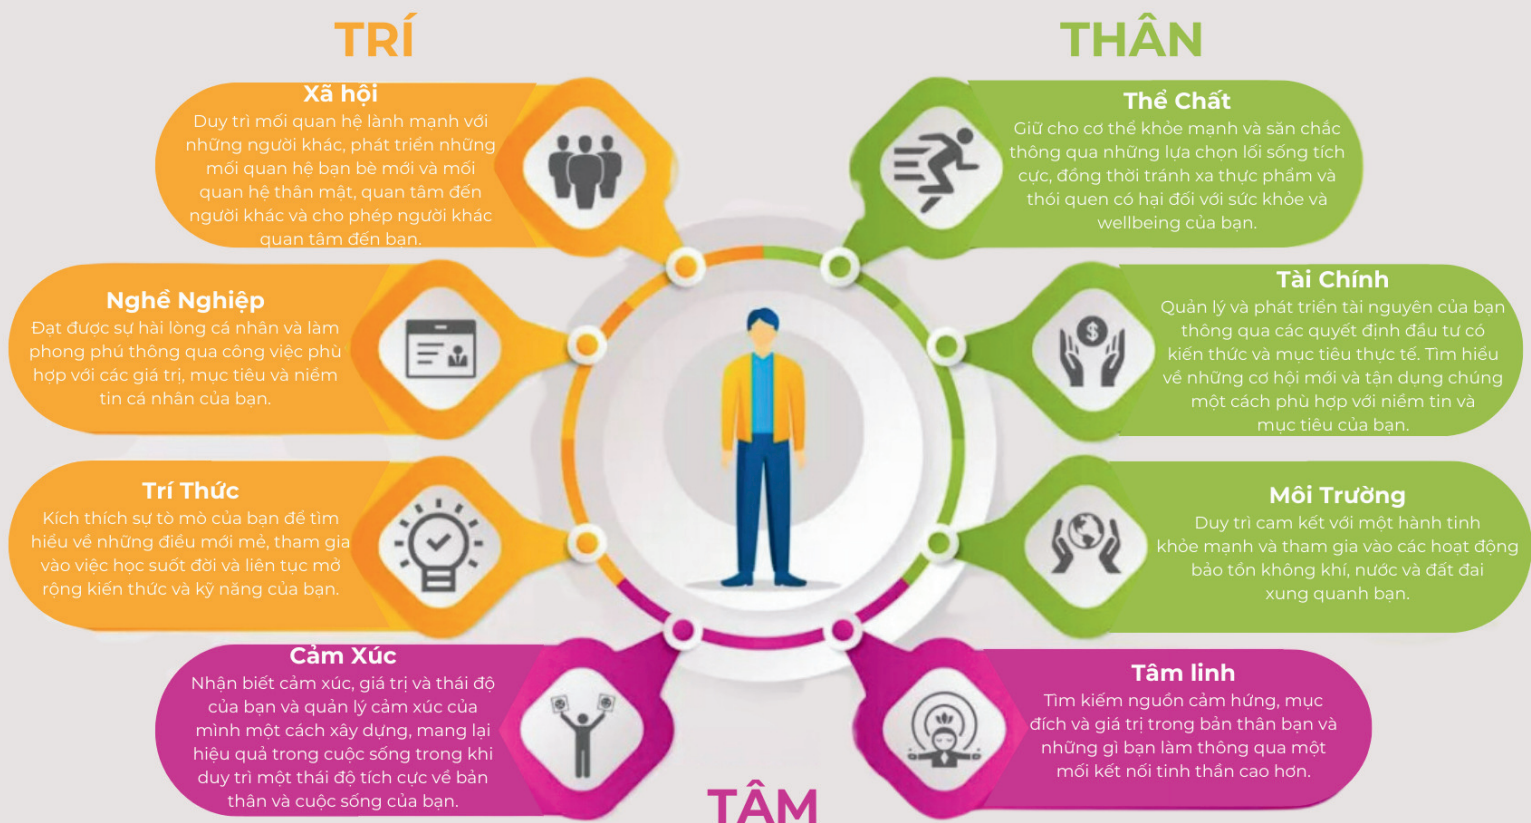 TRÍ
Xã hội
Duy trì mối quan hệ lành mạnh với
những người khác, phát triển những
mối quan hệ bạn bè mới và mối
quan hệ thân mật, quan tâm đến
người khác và cho phép người khác
quan tâm đến bạn.
Nghề Nghiệp
Đạt được sự hài lòng cá nhân và làm
phong phú thông qua công việc phù
hợp với các giá trị, mục tiêu và niềm
tin cá nhân của bạn.
Trí Thức
Kích thích sự tò mò của bạn để tìm
hiểu về những điều mới mẻ, tham gia
vào việc học suốt đời và liên tục mở
rộng kiến thức và kỹ năng của bạn.
THÂN
Thể Chất
Giữ cho cơ thể khỏe mạnh và săn chắc
thông qua những lựa chọn lối sống tích
cực, đồng thời tránh xa thực phẩm và
thói quen có hại đối với sức khỏe và
wellbeing của bạn.
Tài Chính
Quản lý và phát triển tài nguyên của bạn
thông qua các quyết định đầu tư có
kiến thức và mục tiêu thực tế. Tìm hiểu
về những cơ hội mới và tận dụng chúng
một cách phù hợp với niềm tin và
mục tiêu của bạn.
Môi Trường
Duy trì cam kết với một hành tinh
khỏe mạnh và tham gia vào các hoạt động
bảo tồn không khí, nước và đất đai
xung quanh bạn.
Cảm Xúc
Nhận biết cảm xúc, giá trị và thái độ
của bạn và quản lý cảm xúc của
mình một cách xây dựng, mang lại
hiệu quả trong cuộc sống trong khi
duy trì một thái độ tích cực về bản
thân và cuộc sống của bạn.
Tâm linh
Tìm kiếm nguồn cảm hứng, mục
đích và giá trị trong bản thân bạn và
những gì bạn làm thông qua một
mối kết nối tinh thần cao hơn.
TÂM